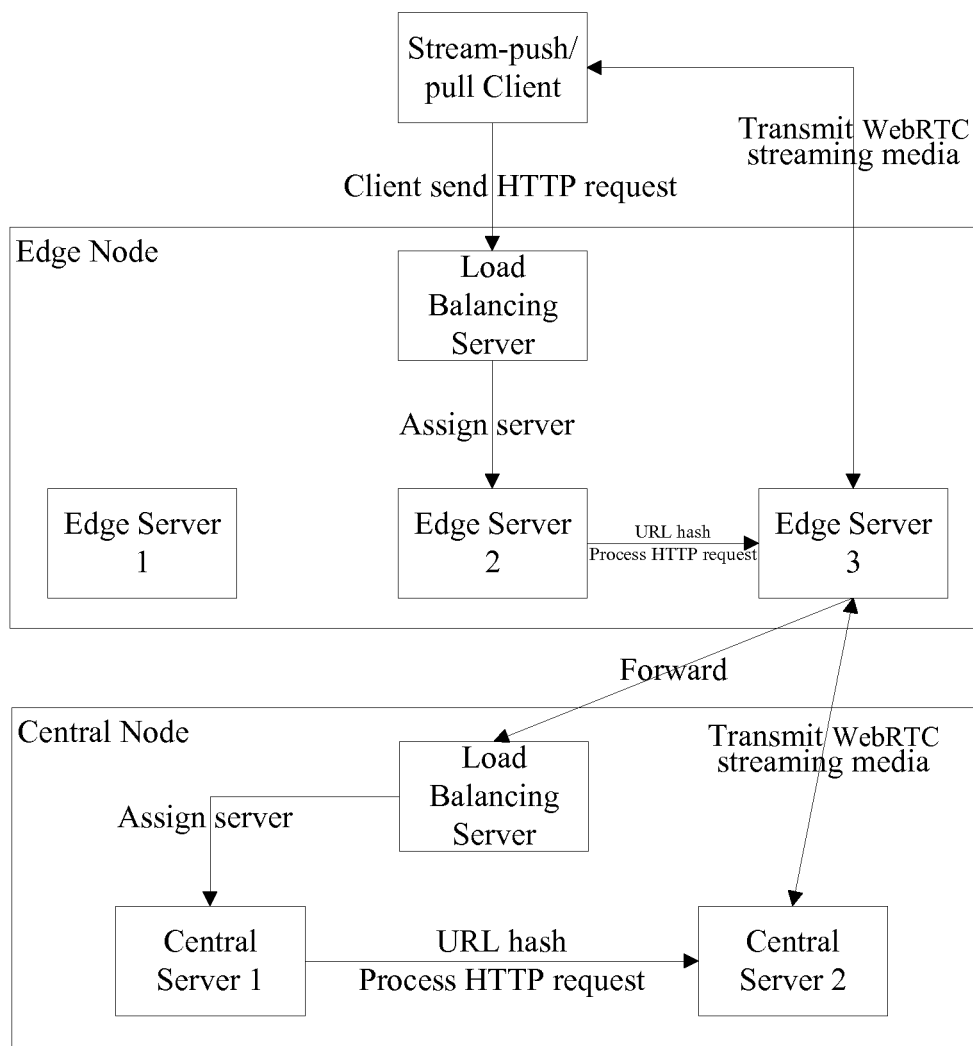 Stream-push/
pull Client
Transmit WebRTC
streaming media
Client send HTTP request
Edge Node
Load
Balancing
Server
Assign server
Edge Server
1
Edge Server
2
URL hash
Process HTTP request
Edge Server
3
Forward
Central Node
Load
Balancing
Server
Transmit WebRTC
streaming media
Assign server
Central
Server 1
URL hash
Process HTTP request
Central
Server 2